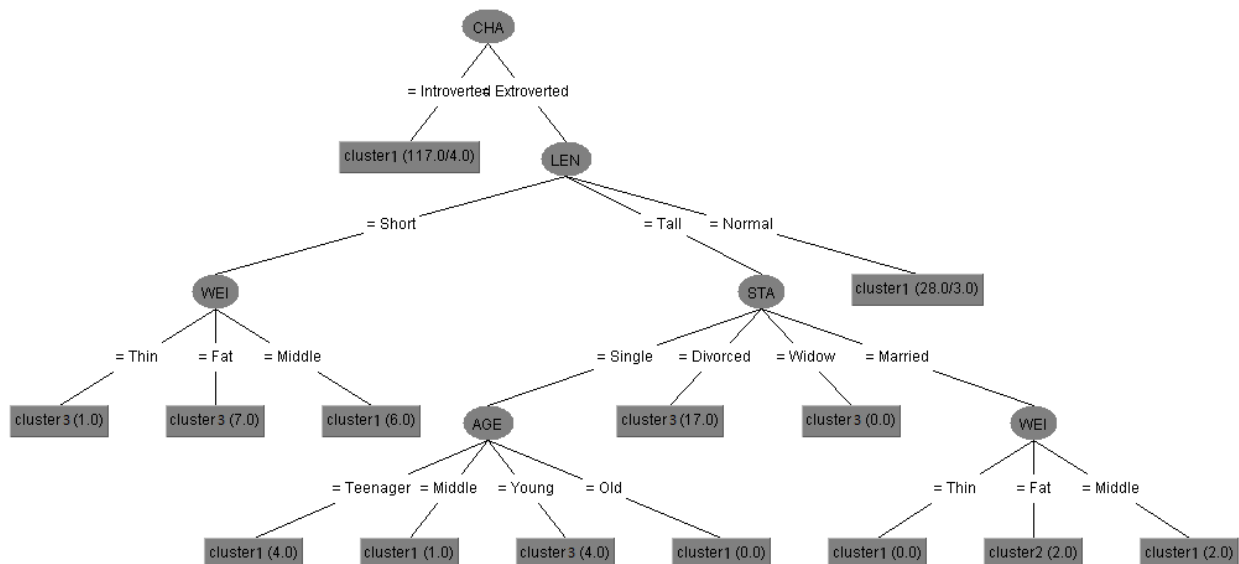 CHA
= Introverted = Extroverted
cluster1 (117.0/4.0)
LEN
= Short
= Tall
= Normal
WEI
STA
cluster1 (28.0/3.0)
= Thin
= Fat
= Middle
= Single
= Divorced
= Widow
= Married
cluster3 (1.0)
cluster3 (7.0)
cluster1 (6.0)
AGE
cluster3 (17.0)
cluster3 (0.0)
WEI
= Teenager
= Middle
= Young
= Old
= Thin
= Fat
= Middle
cluster1 (4.0)
cluster1 (1.0)
cluster3 (4.0)
cluster1 (0.0)
cluster1 (0.0)
cluster2 (2.0)
cluster1 (2.0)